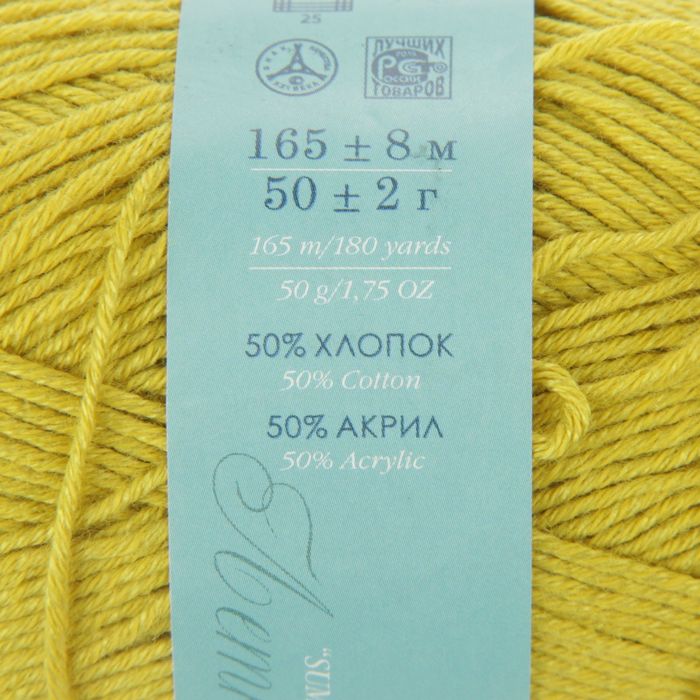 25
ЛУЧШИХ
ТОВАРОВ
165 ± 8 м
50 ± 2 г
165 m/180 yards
50 g/1,75 OZ
50% ХЛОПОК
50% Cotton
50% АКРИЛ
50% Acrylic